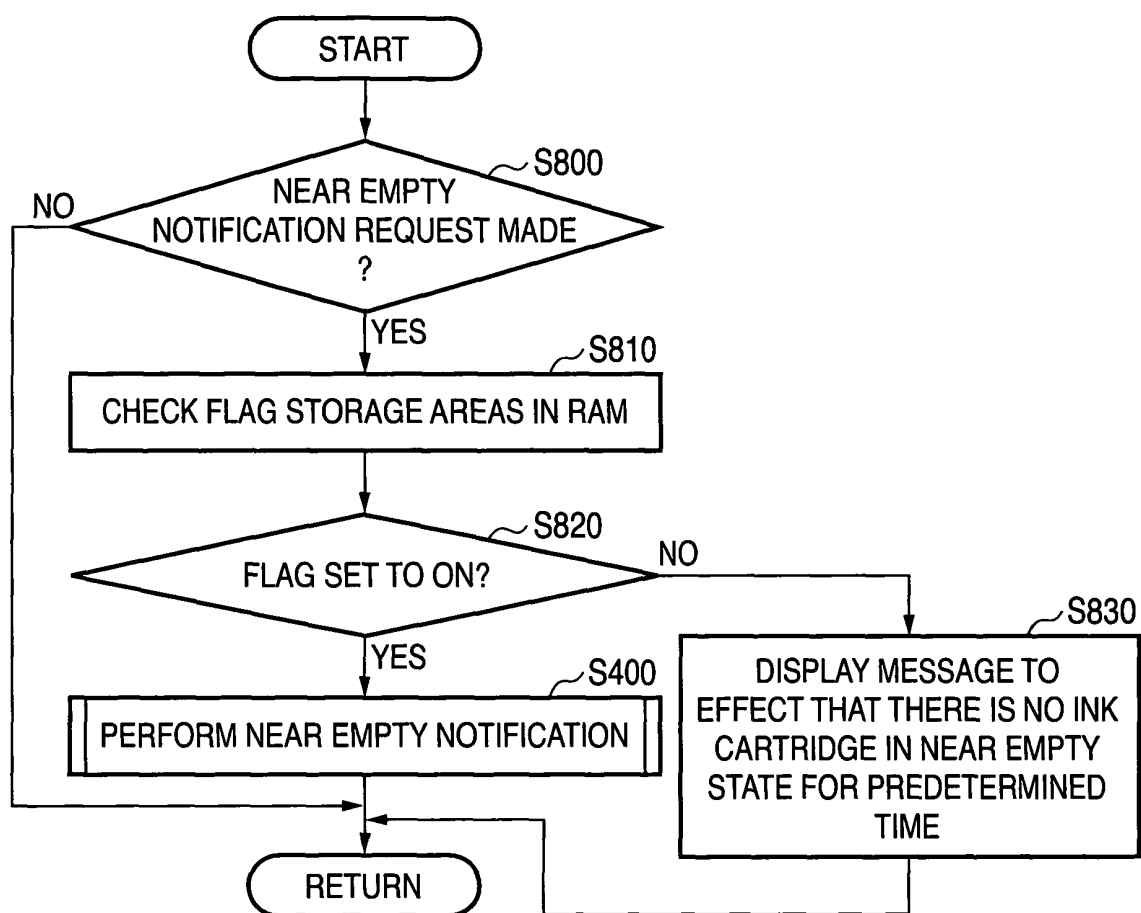 START
S800
NEAR EMPTY
NOTIFICATION REQUEST MADE
?
NO
YES
S810
CHECK FLAG STORAGE AREAS IN RAM
S820
FLAG SET TO ON?
NO
YES
S830
DISPLAY MESSAGE TO
EFFECT THAT THERE IS NO INK
CARTRIDGE IN NEAR EMPTY
STATE FOR PREDETERMINED
TIME
S400
PERFORM NEAR EMPTY NOTIFICATION
RETURN